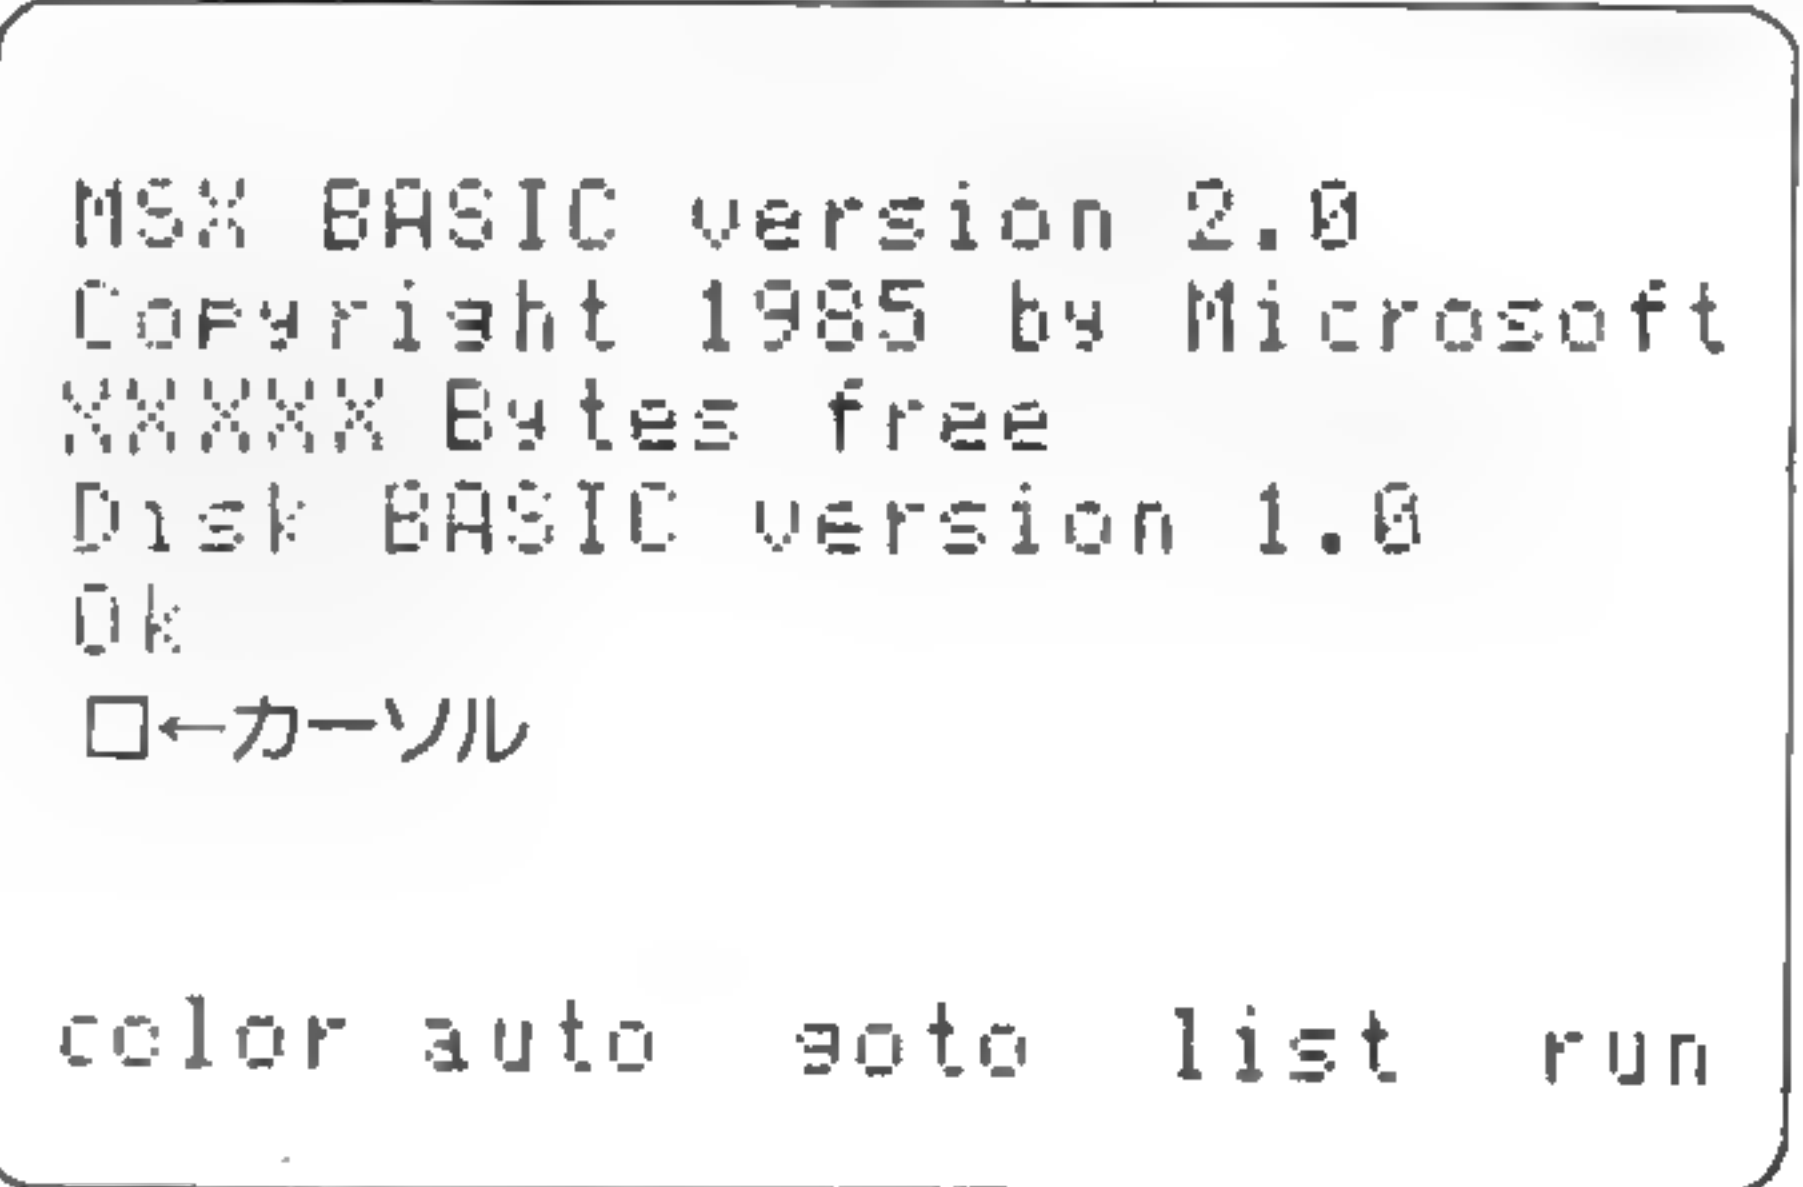 MSX BASIC version 2.0
Copyright 1985 by Microsoft
XXXXX Bytes free
Disk BASIC version 1.0
Ok
□←カーソル
color auto goto list run